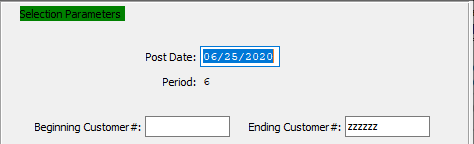 Selection Parameters
Post Date: 06/25/2020
Period: 6
Beginning Customer#: Ending Customer#: zzzzzz